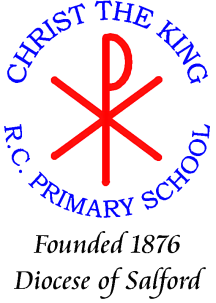 CHRIST THE KING
R.C. PRIMARY SCHOOL
Founded 1876
Diocese of Salford